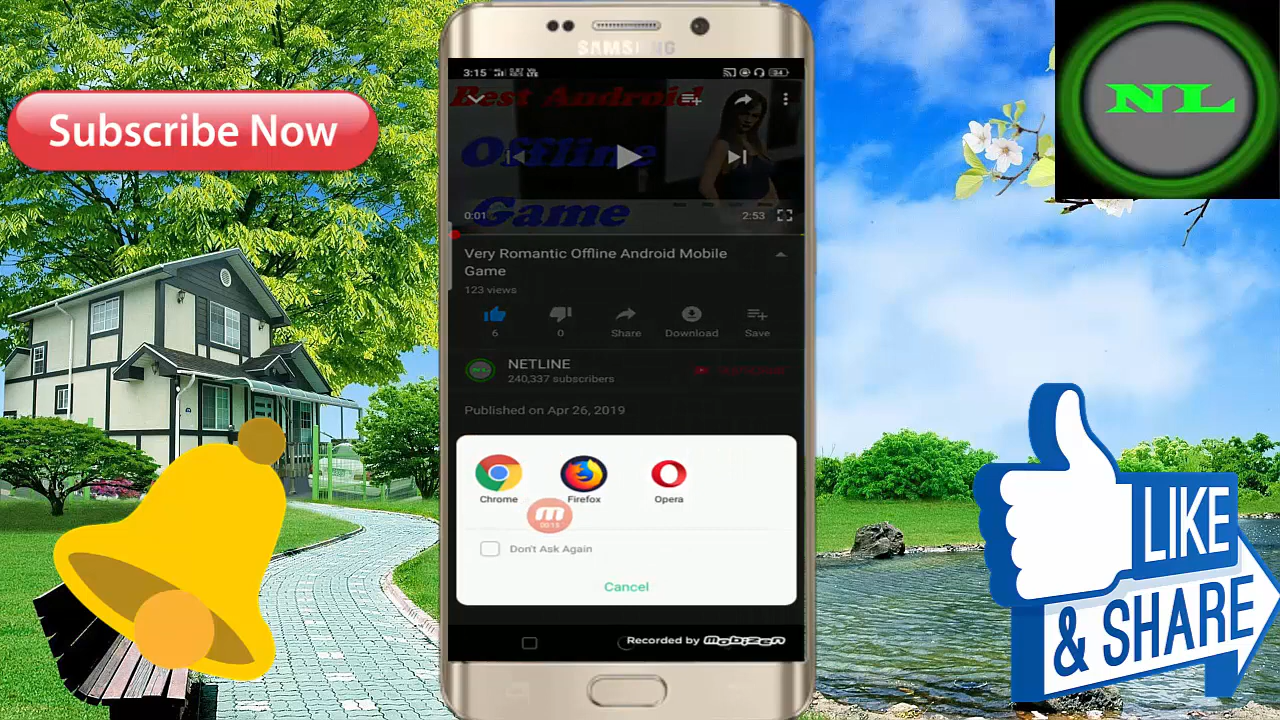 Subscribe Now
NL
SAMSUNG
3:15
34
Best Android
Offline
Game
0:01
2:53
Very Romantic Offline Android Mobile
Game
123 views
6
0
Share
Download
Save
NL
NETLINE
240,337 subscribers
Published on Apr 26, 2019
Chrome
Firefox
Opera
m
Don't Ask Again
Cancel
Recorded by mobizen
LIKE
& SHARE